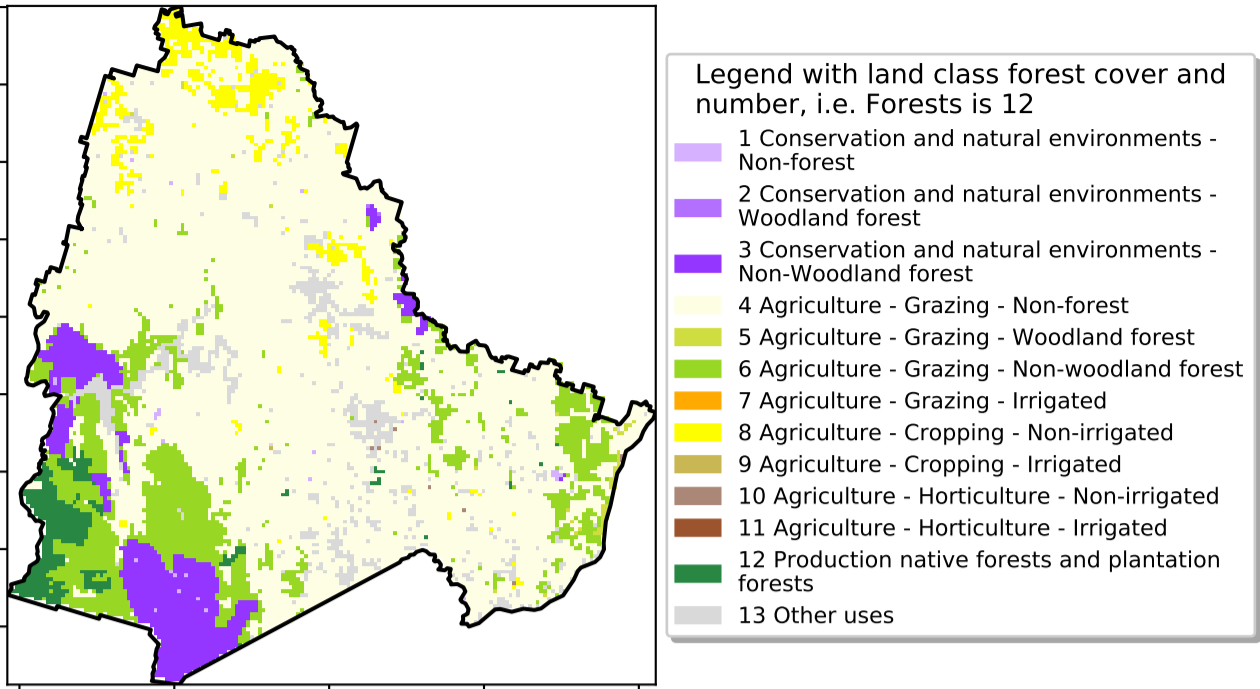 Legend with land class forest cover and
number, i.e. Forests is 12
1 Conservation and natural environments -
Non-forest
2 Conservation and natural environments -
Woodland forest
3 Conservation and natural environments -
Non-Woodland forest
4 Agriculture - Grazing - Non-forest
5 Agriculture - Grazing - Woodland forest
6 Agriculture - Grazing - Non-woodland forest
7 Agriculture - Grazing - Irrigated
8 Agriculture - Cropping - Non-irrigated
9 Agriculture - Cropping - Irrigated
10 Agriculture - Horticulture - Non-irrigated
11 Agriculture - Horticulture - Irrigated
12 Production native forests and plantation
forests
13 Other uses